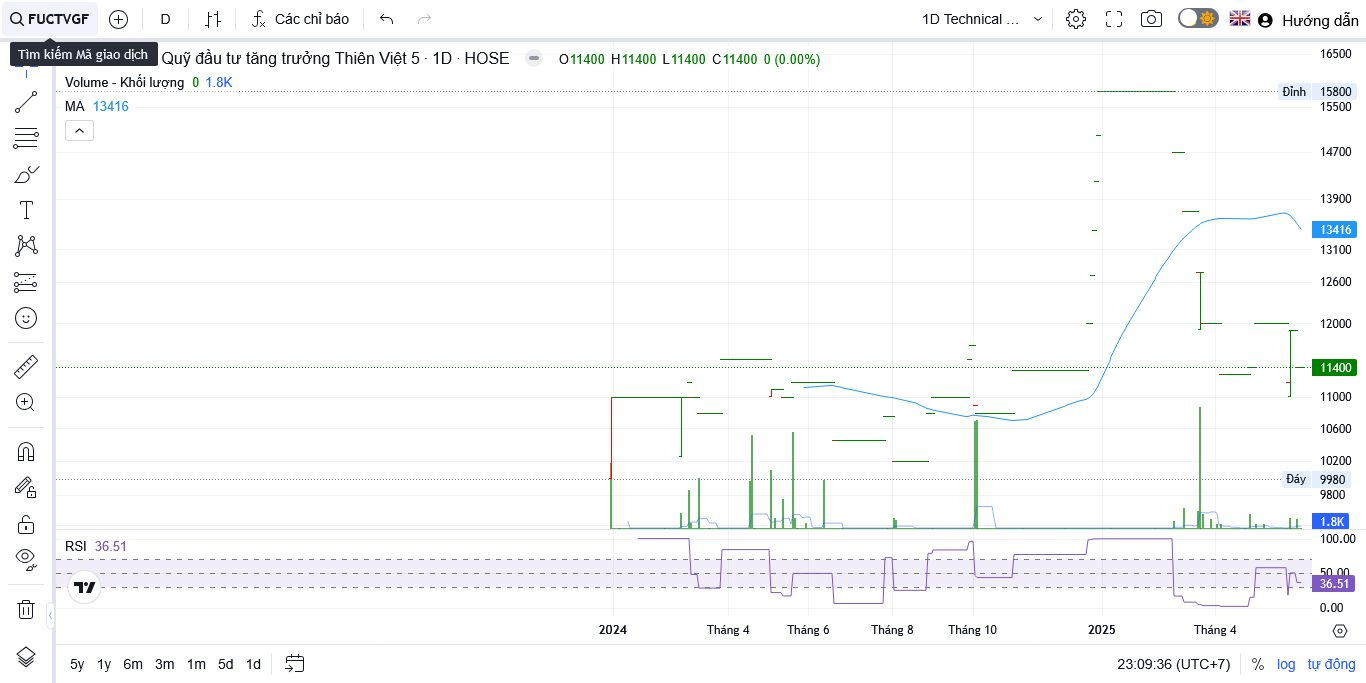 FUCTVGF D Các chỉ báo 1D Technical ... Hướng dẫn
Tìm kiếm Mã giao dịch
Quỹ đầu tư tăng trưởng Thiên Việt 5 · 1D · HOSE O11400 H11400 L11400 C11400 0 (0.00%)
Volume - Khối lượng 0 1.8K
MA 13416
16500
Đỉnh 15800
15500
14700
13900
13416
13100
12600
12000
11400
11000
10600
10200
Đáy 9980
9800
1.8K
RSI 36.51
100.00
50.00
36.51
0.00
2024 Tháng 4 Tháng 6 Tháng 8 Tháng 10 2025 Tháng 4
5y 1y 6m 3m 1m 5d 1d 23:09:36 (UTC+7) % log tự động